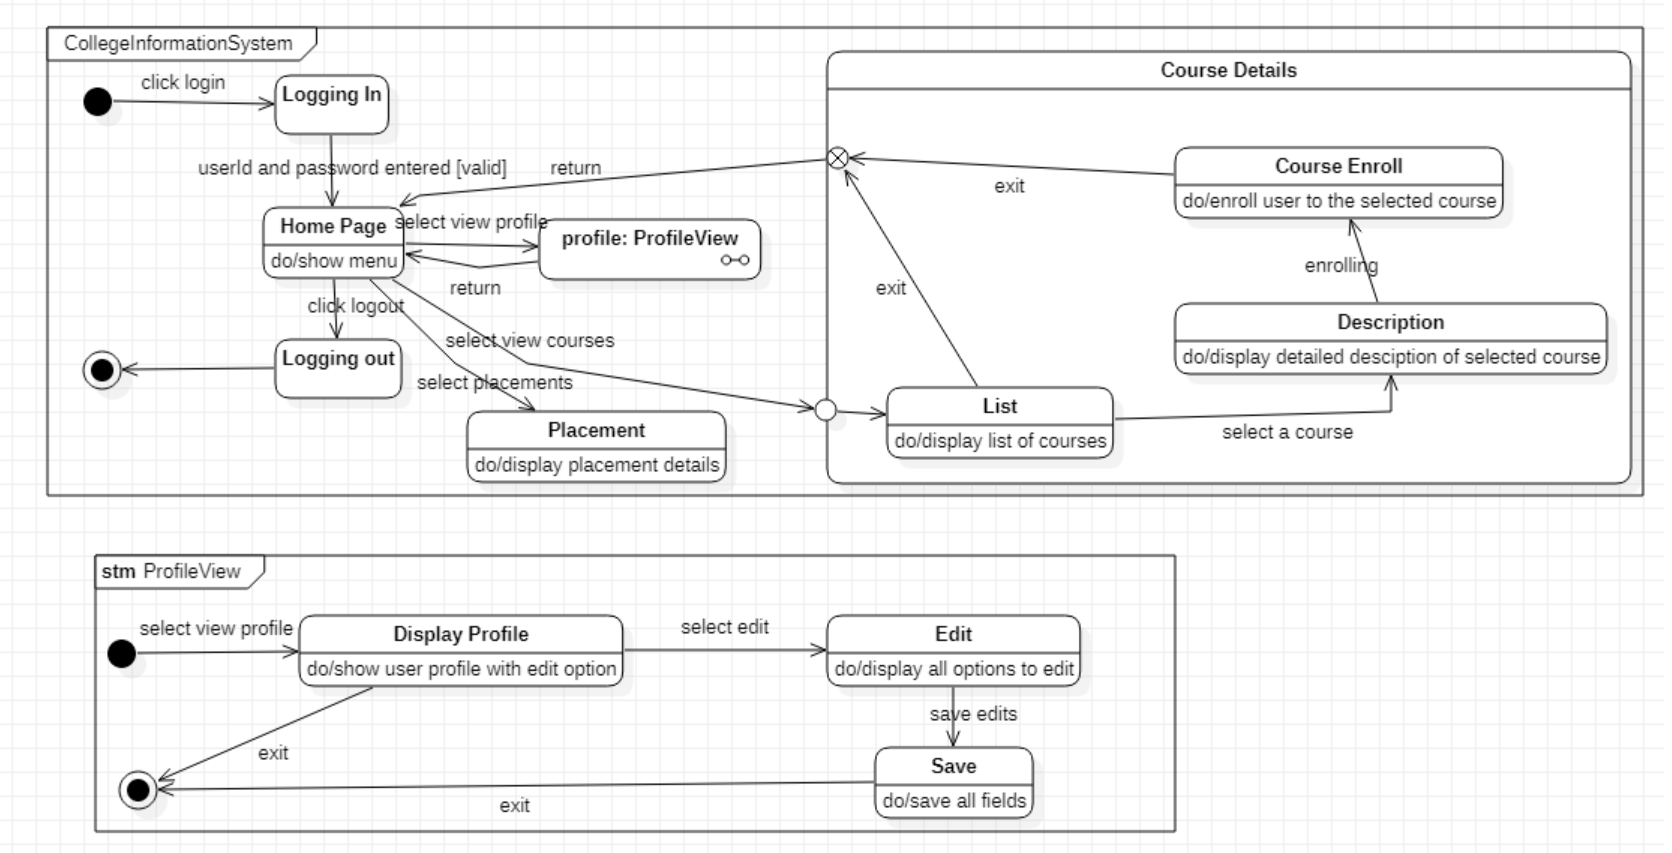 CollegeInformationSystem
click login
Logging In
userId and password entered [valid]
return
Home Page
do/show menu
select view profile
profile: ProfileView
return
click logout
Logging out
select view courses
select placements
Placement
do/display placement details
Course Details
Course Enroll
do/enroll user to the selected course
exit
exit
enrolling
Description
do/display detailed desciption of selected course
List
do/display list of courses
select a course
stm ProfileView
select view profile
Display Profile
do/show user profile with edit option
select edit
Edit
do/display all options to edit
save edits
Save
do/save all fields
exit
exit